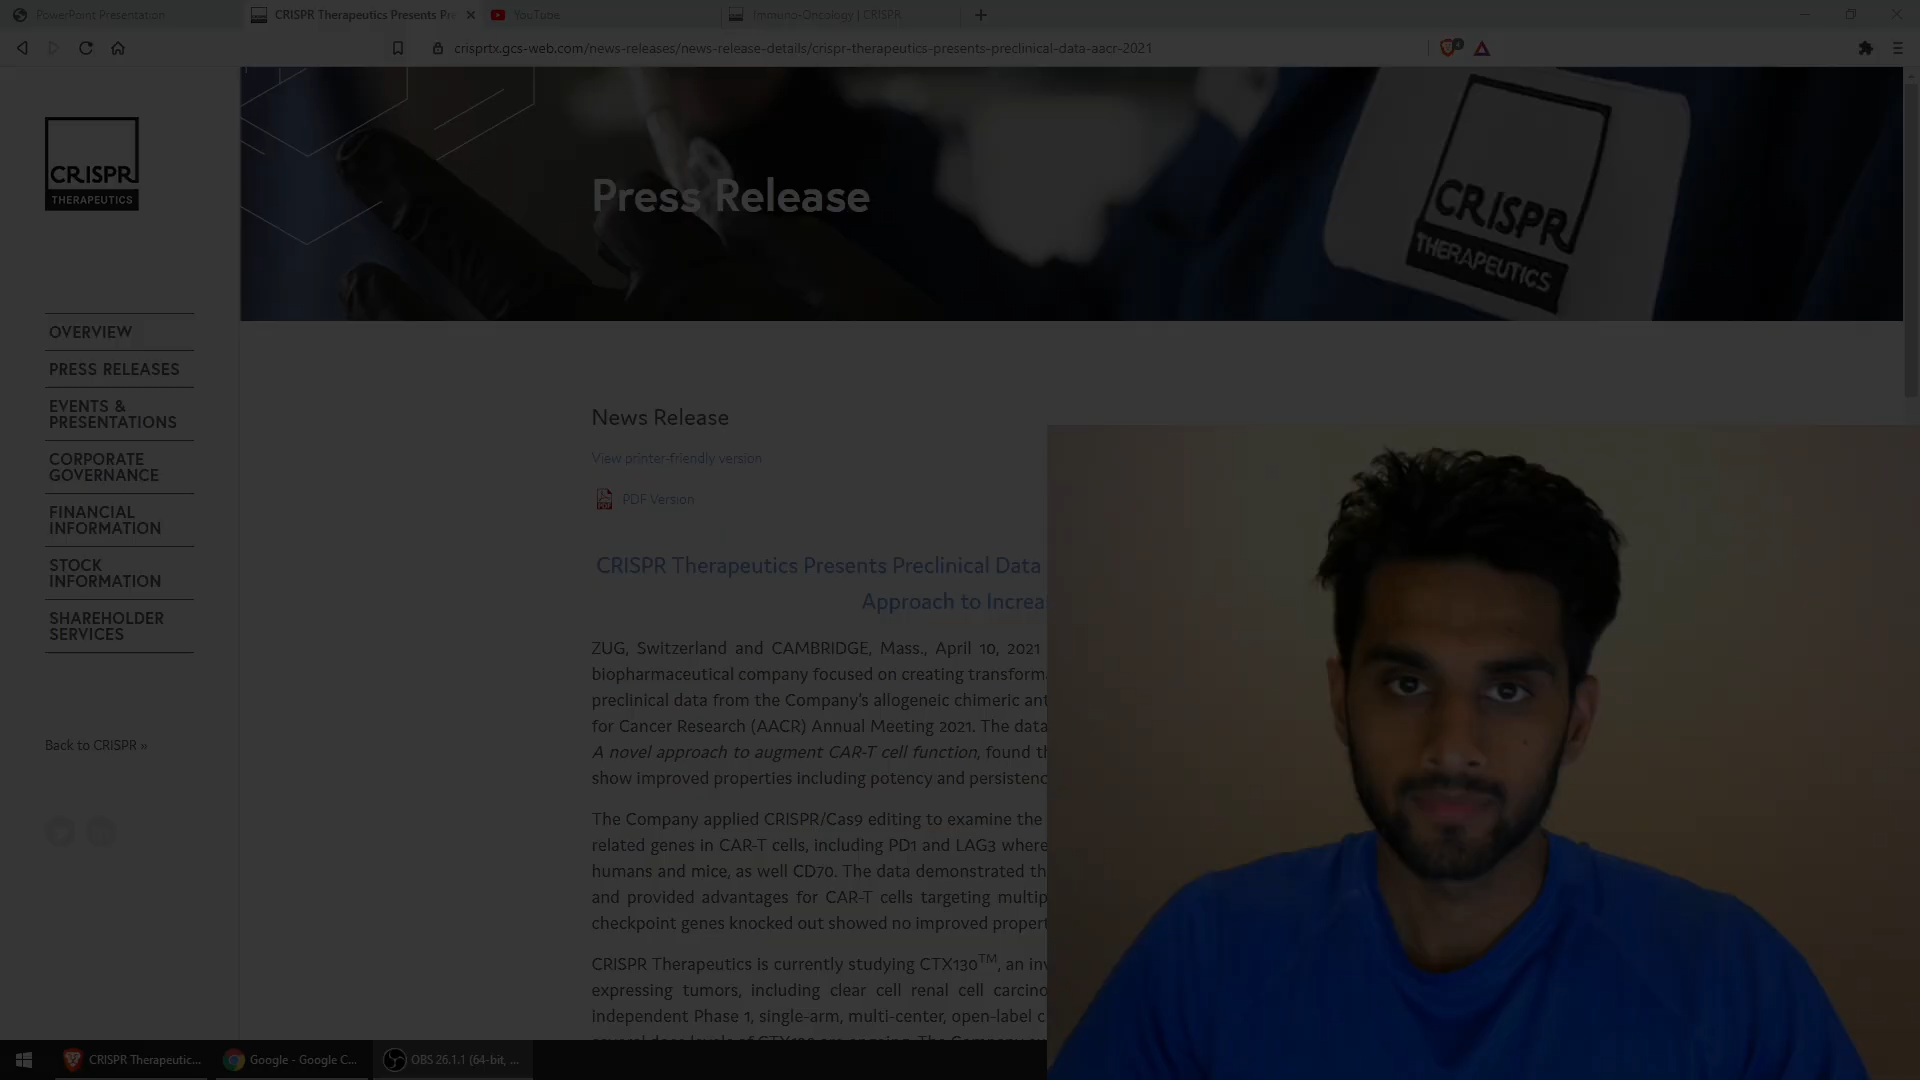 PowerPoint Presentation
CRISPR Therapeutics Presents Pre
YouTube
Immuno-Oncology | CRISPR
crisprtx.gcs-web.com/news-releases/news-release-details/crispr-therapeutics-presents-preclinical-data-aacr-2021
CRISPR
THERAPEUTICS
Press Release
CRISPR
THERAPEUTICS
OVERVIEW
PRESS RELEASES
EVENTS &
PRESENTATIONS
CORPORATE
GOVERNANCE
FINANCIAL
INFORMATION
STOCK
INFORMATION
SHAREHOLDER
SERVICES
Back to CRISPR »
News Release
View printer-friendly version
PDF Version
CRISPR Therapeutics Presents Preclinical Data
Approach to Increa
ZUG, Switzerland and CAMBRIDGE, Mass., April 10, 2021
biopharmaceutical company focused on creating transforma
preclinical data from the Company’s allogeneic chimeric ant
for Cancer Research (AACR) Annual Meeting 2021. The data
A novel approach to augment CAR-T cell function, found th
show improved properties including potency and persistenc
The Company applied CRISPR/Cas9 editing to examine the
related genes in CAR-T cells, including PD1 and LAG3 where
humans and mice, as well CD70. The data demonstrated th
and provided advantages for CAR-T cells targeting multip
checkpoint genes knocked out showed no improved propert
CRISPR Therapeutics is currently studying CTX130TM, an inv
expressing tumors, including clear cell renal cell carcino
independent Phase 1, single-arm, multi-center, open-label c
CRISPR Therapeutic...
Google - Google C...
OBS 26.1.1 (64-bit, ...